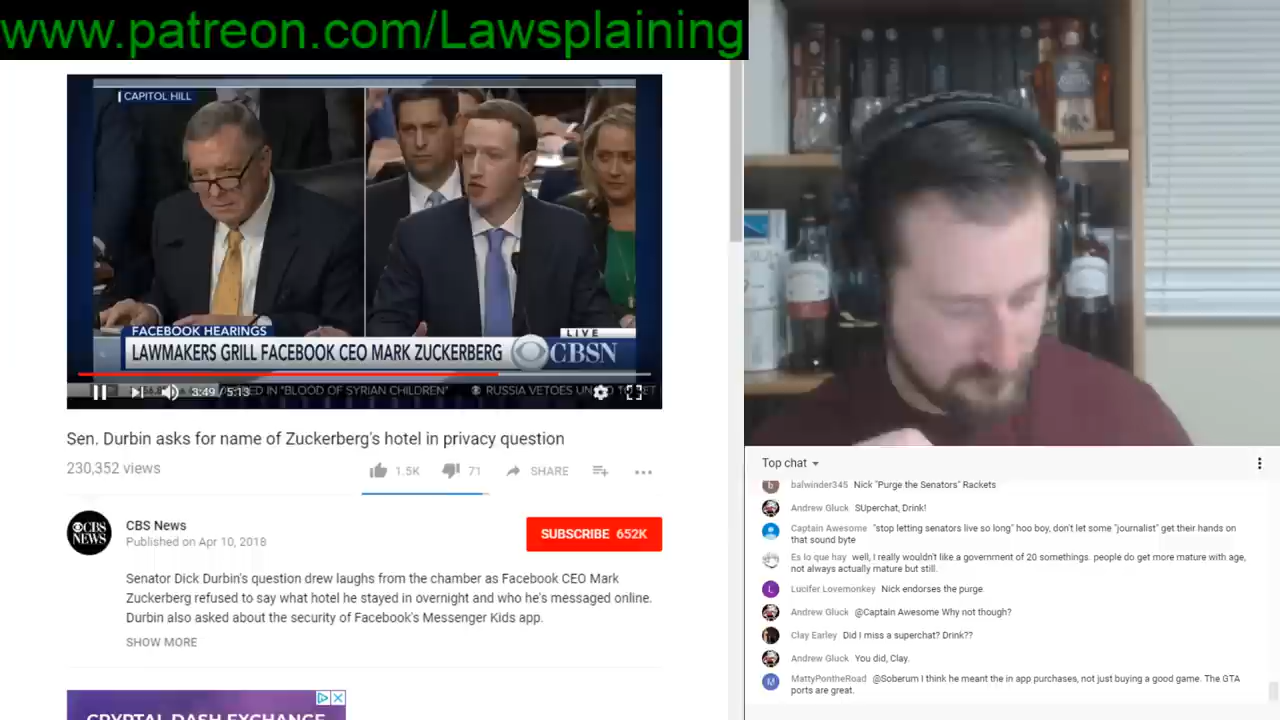 www.patreon.com/Lawsplaining
CAPITOL HILL
FACEBOOK HEARINGS
LIVE
LAWMAKERS GRILL FACEBOOK CEO MARK ZUCKERBERG
CBSN
3:49 / 5:13
IN "BLOOD OF SYRIAN CHILDREN"
RUSSIA VETOES
Sen. Durbin asks for name of Zuckerberg's hotel in privacy question
230,352 views
1.5K
71
SHARE
CBS NEWS
CBS News
Published on Apr 10, 2018
SUBSCRIBE 652K
Senator Dick Durbin's question drew laughs from the chamber as Facebook CEO Mark
Zuckerberg refused to say what hotel he stayed in overnight and who he's messaged online.
Durbin also asked about the security of Facebook's Messenger Kids app.
SHOW MORE
CRYPTAL DASH EXCHANGE
Top chat
b
balwinder345 Nick "Purge the Senators" Rackets
Andrew Gluck SUperchat, Drink!
Captain Awesome "stop letting senators live so long" hoo boy, don't let some "journalist" get their hands on
that sound byte
Es lo que hay well, I really wouldn't like a government of 20 somethings. people do get more mature with age,
not always actually mature but still.
L
Lucifer Lovemonkey Nick endorses the purge
Andrew Gluck @Captain Awesome Why not though?
Clay Earley Did I miss a superchat? Drink??
Andrew Gluck You did, Clay.
M
MattyPontheRoad @Soberum I think he meant the in app purchases, not just buying a good game. The GTA
ports are great.